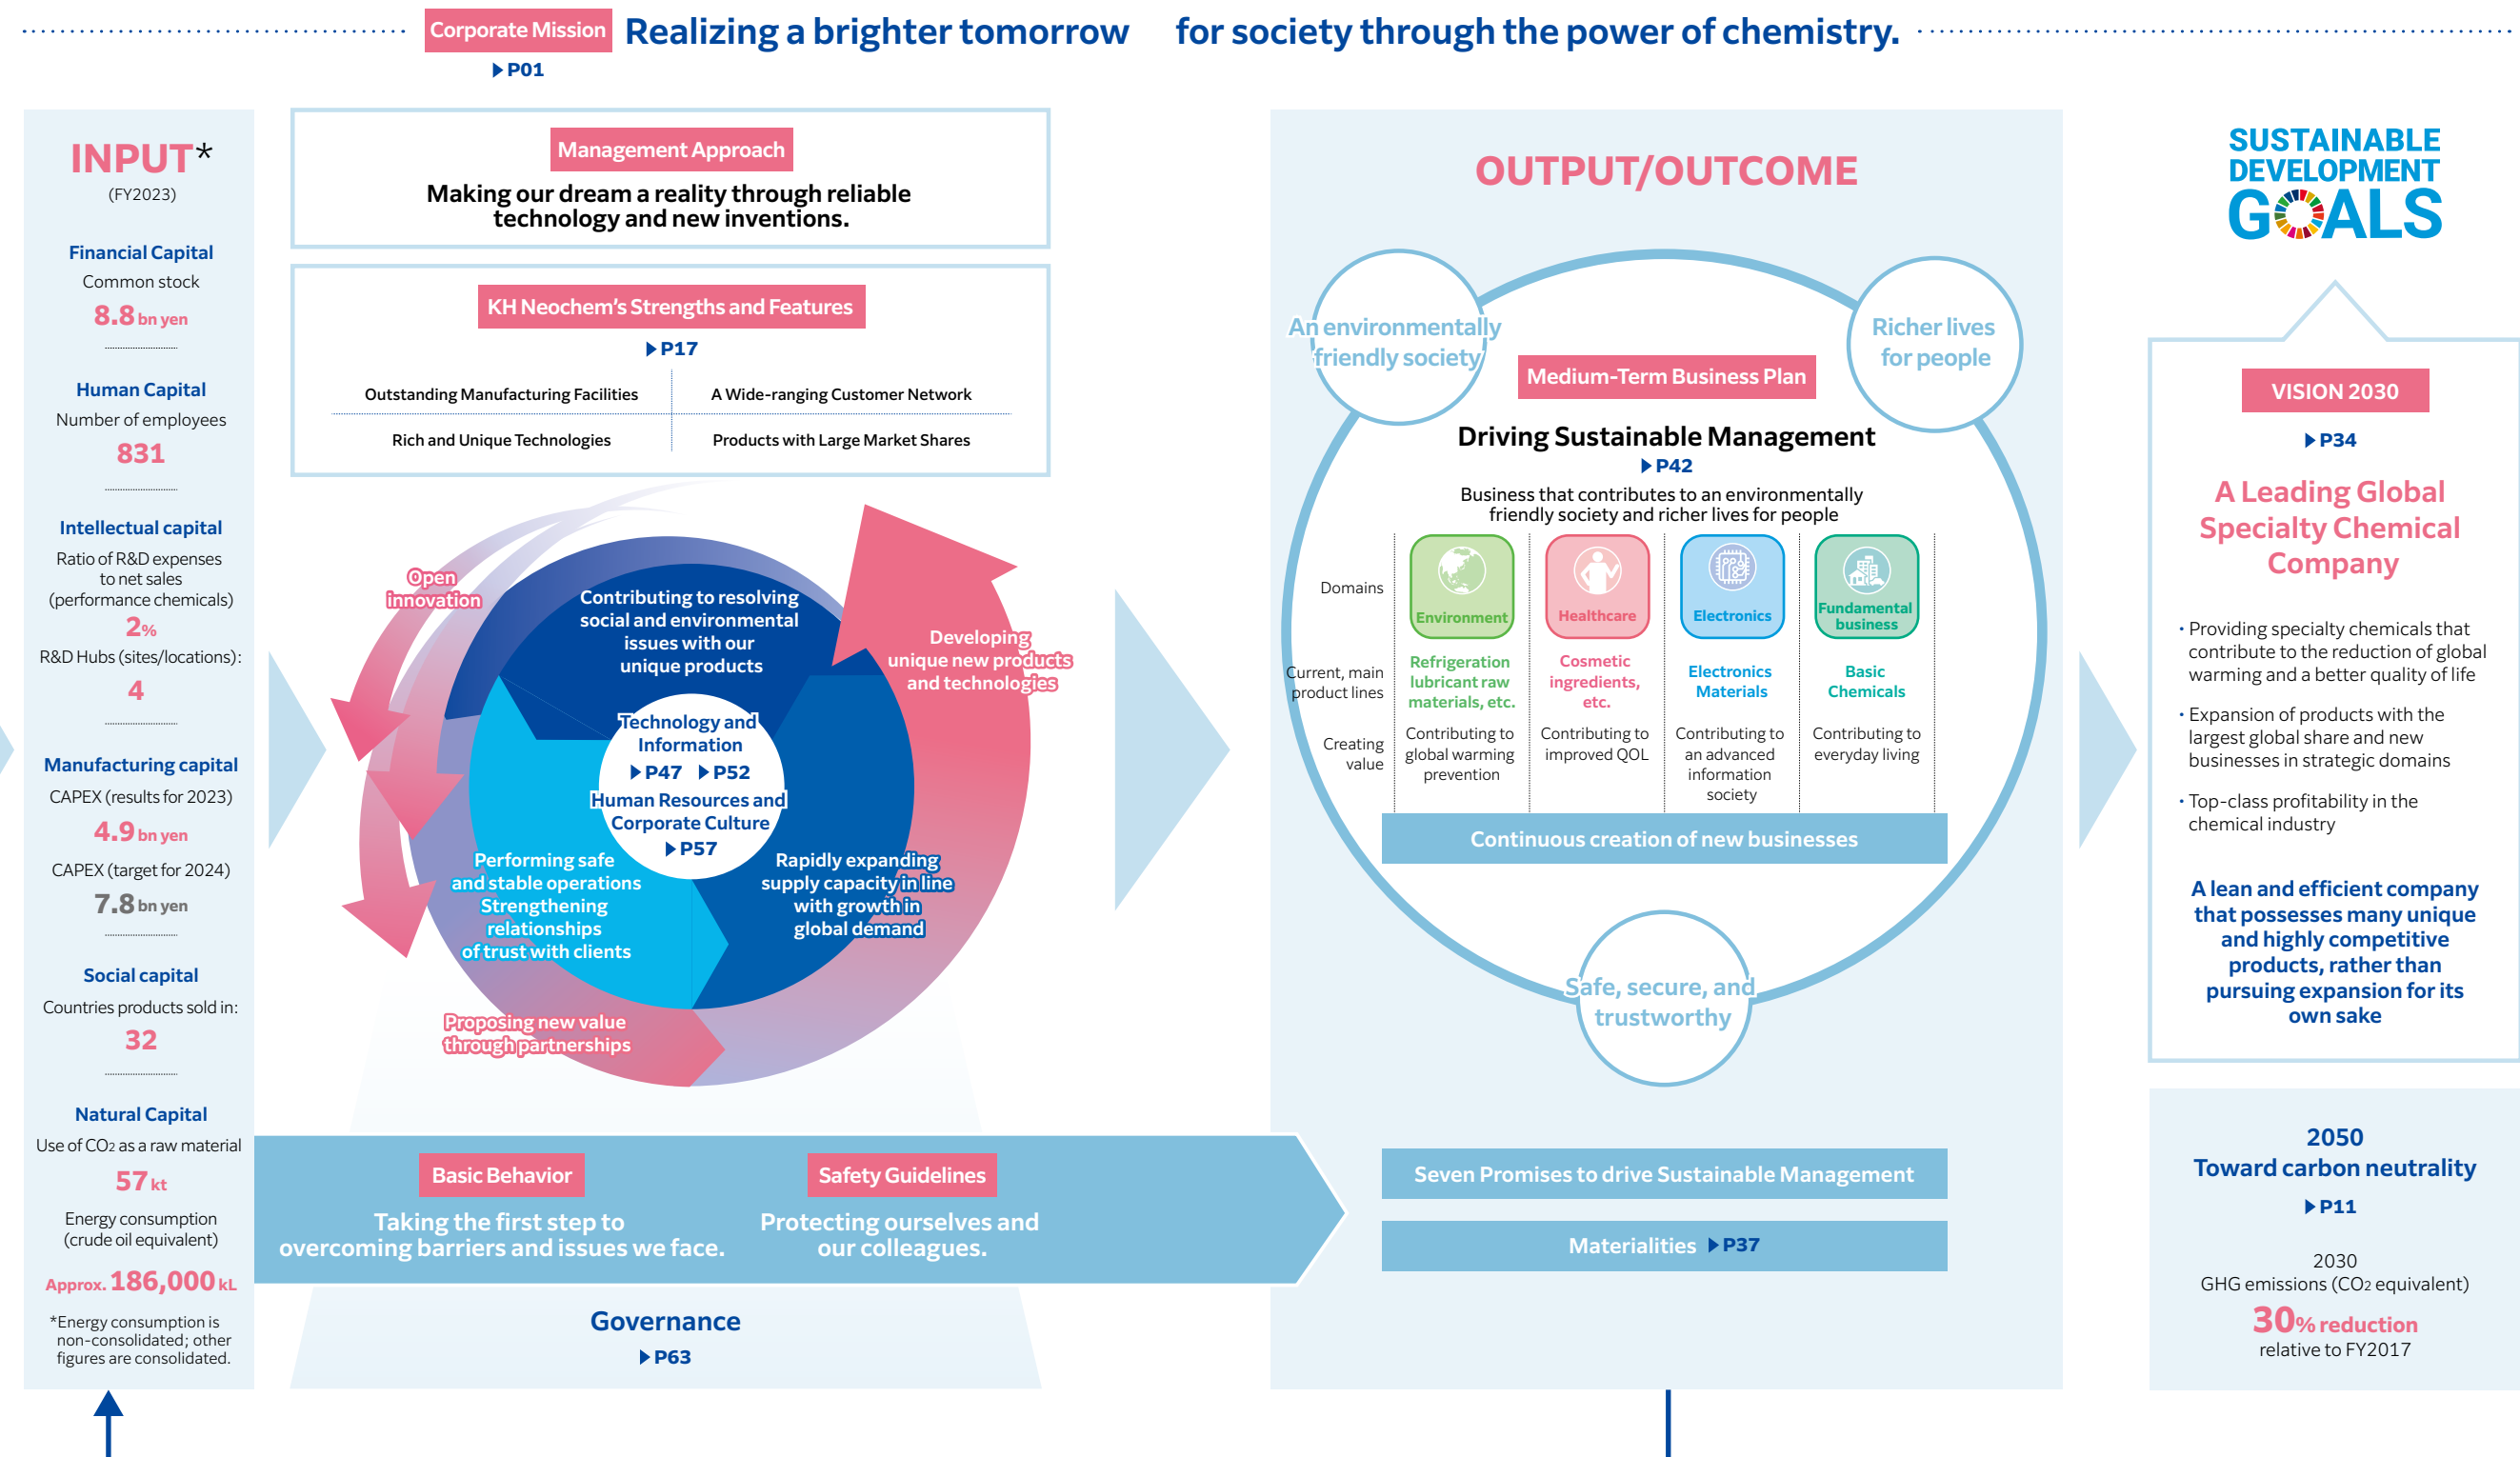 Corporate Mission
Realizing a brighter tomorrow for society through the power of chemistry.
▶P01
INPUT*
(FY2023)
Financial Capital
Common stock
8.8 bn yen
Human Capital
Number of employees
831
Intellectual capital
Ratio of R&D expenses
to net sales
(performance chemicals)
2%
R&D Hubs (sites/locations):
4
Manufacturing capital
CAPEX (results for 2023)
4.9 bn yen
CAPEX (target for 2024)
7.8 bn yen
Social capital
Countries products sold in:
32
Natural Capital
Use of CO2 as a raw material
57 kt
Energy consumption
(crude oil equivalent)
Approx. 186,000 kL
*Energy consumption is
non-consolidated; other
figures are consolidated.
Management Approach
Making our dream a reality through reliable
technology and new inventions.
KH Neochem's Strengths and Features
▶P17
Outstanding Manufacturing Facilities
A Wide-ranging Customer Network
Rich and Unique Technologies
Products with Large Market Shares
Open
innovation
Contributing to resolving
social and environmental
issues with our
unique products
Developing
unique new products
and technologies
Technology and
Information
▶P47 ▶P52
Human Resources and
Corporate Culture
▶P57
Performing safe
and stable operations
Strengthening
relationships
of trust with clients
Rapidly expanding
supply capacity in line
with growth in
global demand
Proposing new value
through partnerships
Basic Behavior
Taking the first step to
overcoming barriers and issues we face.
Safety Guidelines
Protecting ourselves and
our colleagues.
Governance
▶P63
OUTPUT/OUTCOME
An environmentally
friendly society
Richer lives
for people
Medium-Term Business Plan
Driving Sustainable Management
▶P42
Business that contributes to an environmentally
friendly society and richer lives for people
Domains
Environment
Healthcare
Electronics
Fundamental
business
Current, main
product lines
Refrigeration
lubricant raw
materials, etc.
Cosmetic
ingredients,
etc.
Electronics
Materials
Basic
Chemicals
Creating
value
Contributing to
global warming
prevention
Contributing to
improved QOL
Contributing to
an advanced
information
society
Contributing to
everyday living
Continuous creation of new businesses
Safe, secure, and
trustworthy
Seven Promises to drive Sustainable Management
Materialities ▶P37
SUSTAINABLE
DEVELOPMENT
GOALS
VISION 2030
▶P34
A Leading Global
Specialty Chemical
Company
・Providing specialty chemicals that
contribute to the reduction of global
warming and a better quality of life
・Expansion of products with the
largest global share and new
businesses in strategic domains
・Top-class profitability in the
chemical industry
A lean and efficient company
that possesses many unique
and highly competitive
products, rather than
pursuing expansion for its
own sake
2050
Toward carbon neutrality
▶P11
2030
GHG emissions (CO2 equivalent)
30% reduction
relative to FY2017